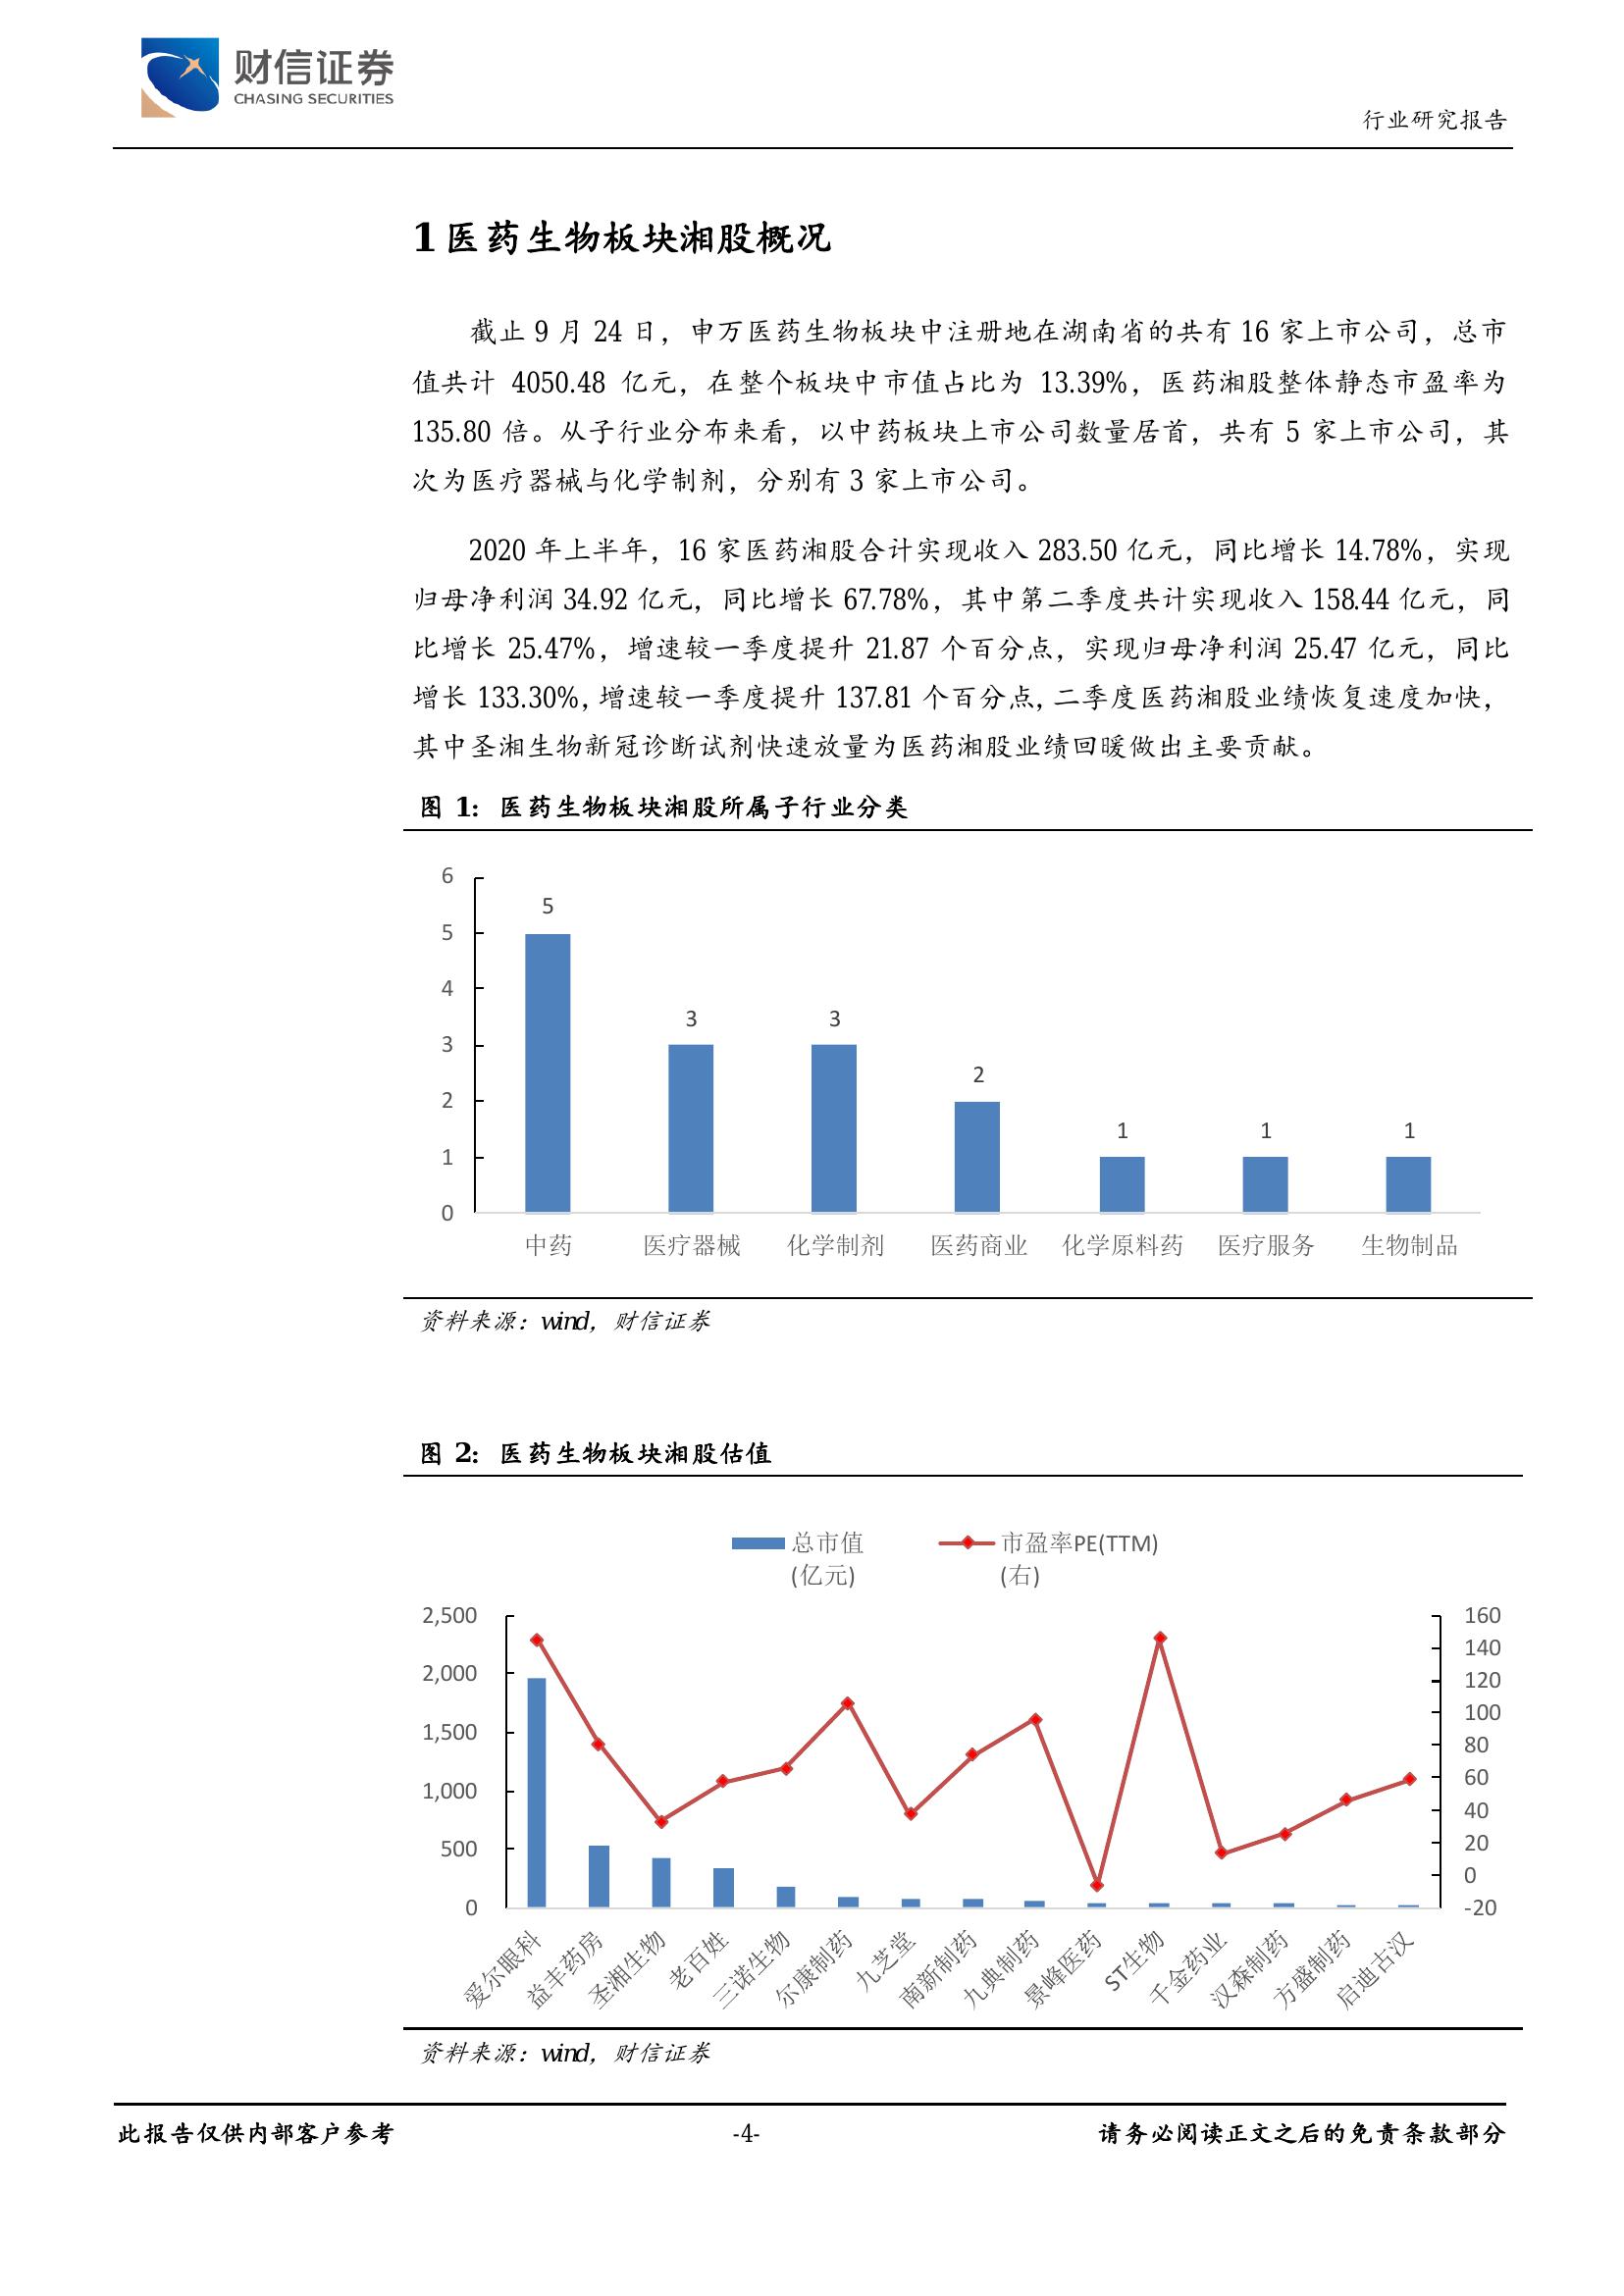 财信证券
CHASING SECURITIES
行业研究报告
1 医药生物板块湘股概况
截止 9 月 24 日，申万医药生物板块中注册地在湖南省的共有 16 家上市公司，总市
值共计 4050.48 亿元，在整个板块中市值占比为 13.39%，医药湘股整体静态市盈率为
135.80 倍。从子行业分布来看，以中药板块上市公司数量居首，共有 5 家上市公司，其
次为医疗器械与化学制剂，分别有 3 家上市公司。
2020 年上半年，16 家医药湘股合计实现收入 283.50 亿元，同比增长 14.78%，实现
归母净利润 34.92 亿元，同比增长 67.78%，其中第二季度共计实现收入 158.44 亿元，同
比增长 25.47%，增速较一季度提升 21.87 个百分点，实现归母净利润 25.47 亿元，同比
增长 133.30%，增速较一季度提升 137.81 个百分点，二季度医药湘股业绩恢复速度加快，
其中圣湘生物新冠诊断试剂快速放量为医药湘股业绩回暖做出主要贡献。
图 1：医药生物板块湘股所属子行业分类
6
5
4
3
2
1
0
5
3
3
2
1
1
1
中药 医疗器械 化学制剂 医药商业 化学原料药 医疗服务 生物制品
资料来源：wind，财信证券
图 2：医药生物板块湘股估值
总市值
(亿元)
市盈率PE(TTM)
(右)
2,500
2,000
1,500
1,000
500
0
160
140
120
100
80
60
40
20
0
-20
爱尔眼科 益丰药房 圣湘生物 老百姓 三诺生物 尔康制药 九芝堂 南新制药 九典制药 景峰医药 ST生物 千金药业 汉森制药 方盛制药 启迪古汉
资料来源：wind，财信证券
此报告仅供内部客户参考 -4- 请务必阅读正文之后的免责条款部分